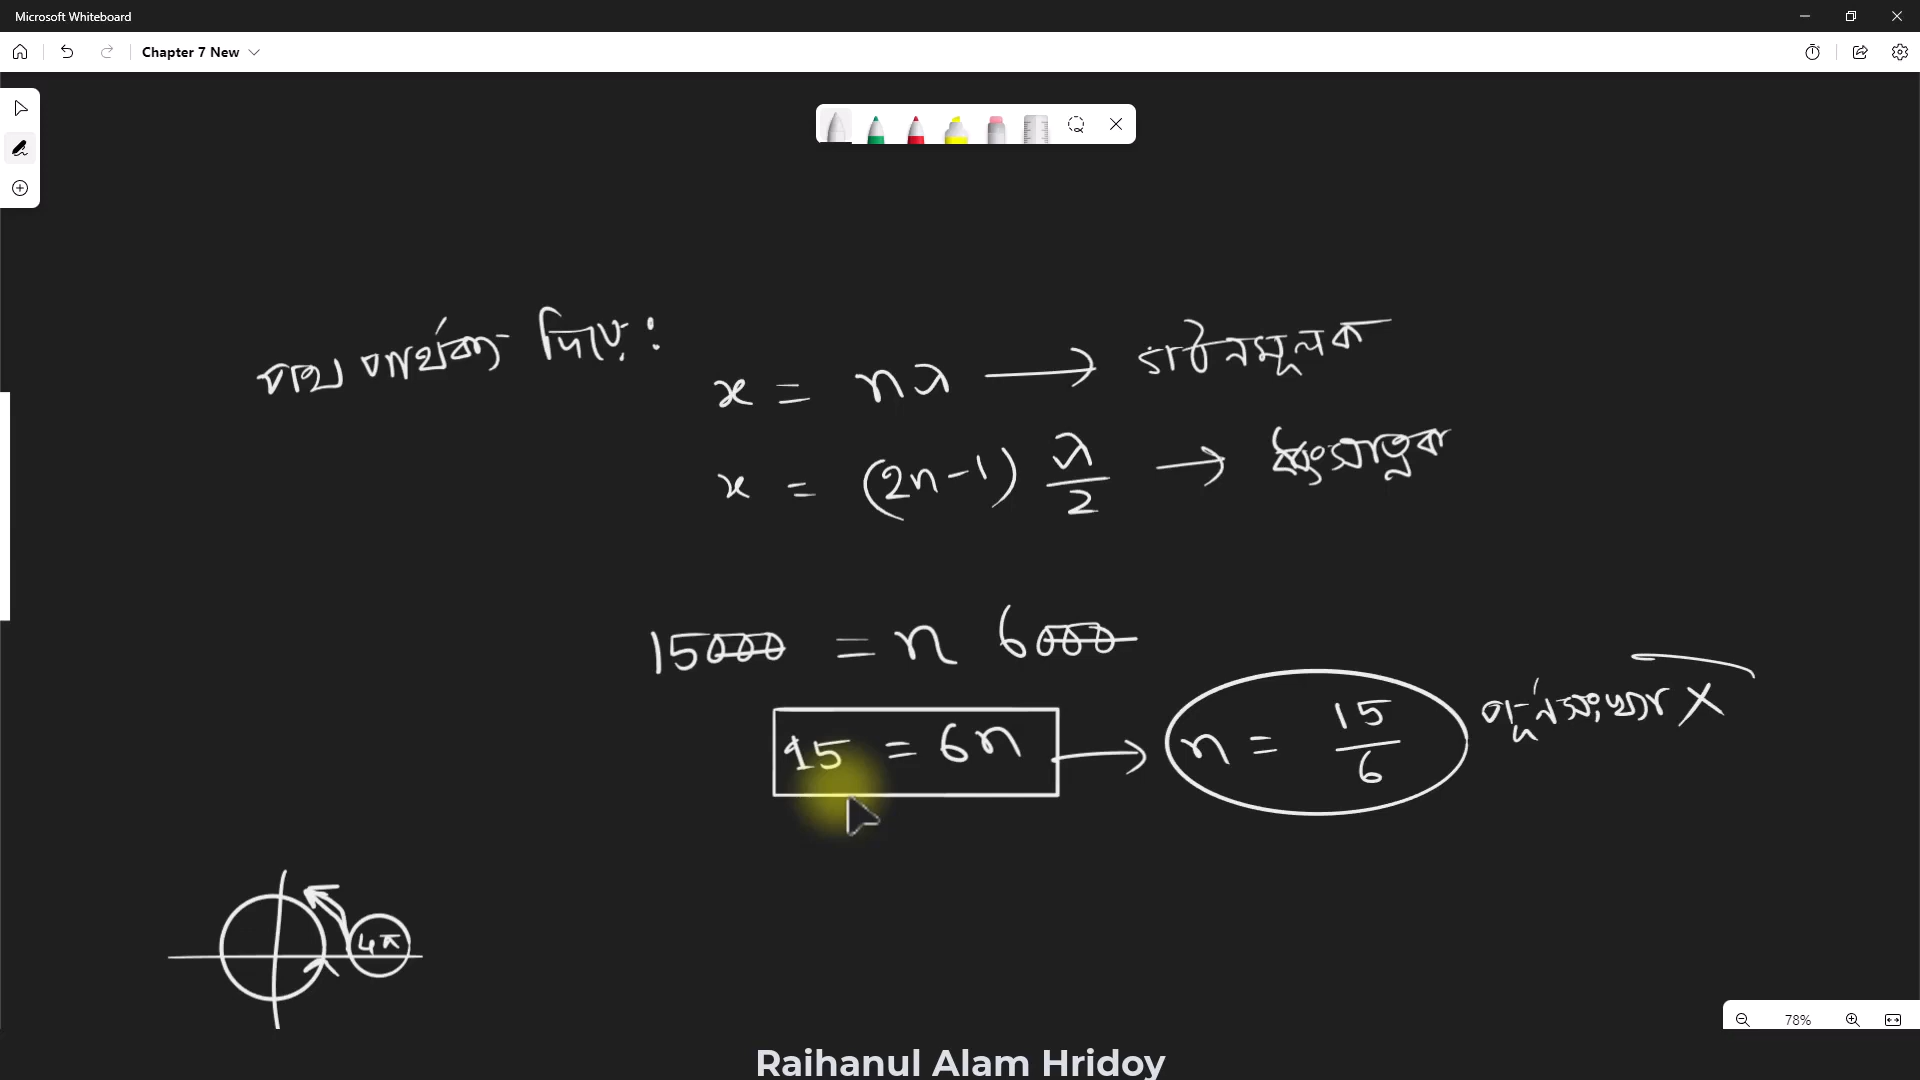 Microsoft Whiteboard
Chapter 7 New
পথ পার্থক্য দিয়ে :
x = nλ → গঠনমূলক
x = (2n-1) λ/2 → ধ্বংসাত্মক
15000 = n 6000
15 = 6n → n = 15/6 পূর্ণসংখ্যার X
4π
78%
Raihanul Alam Hridoy